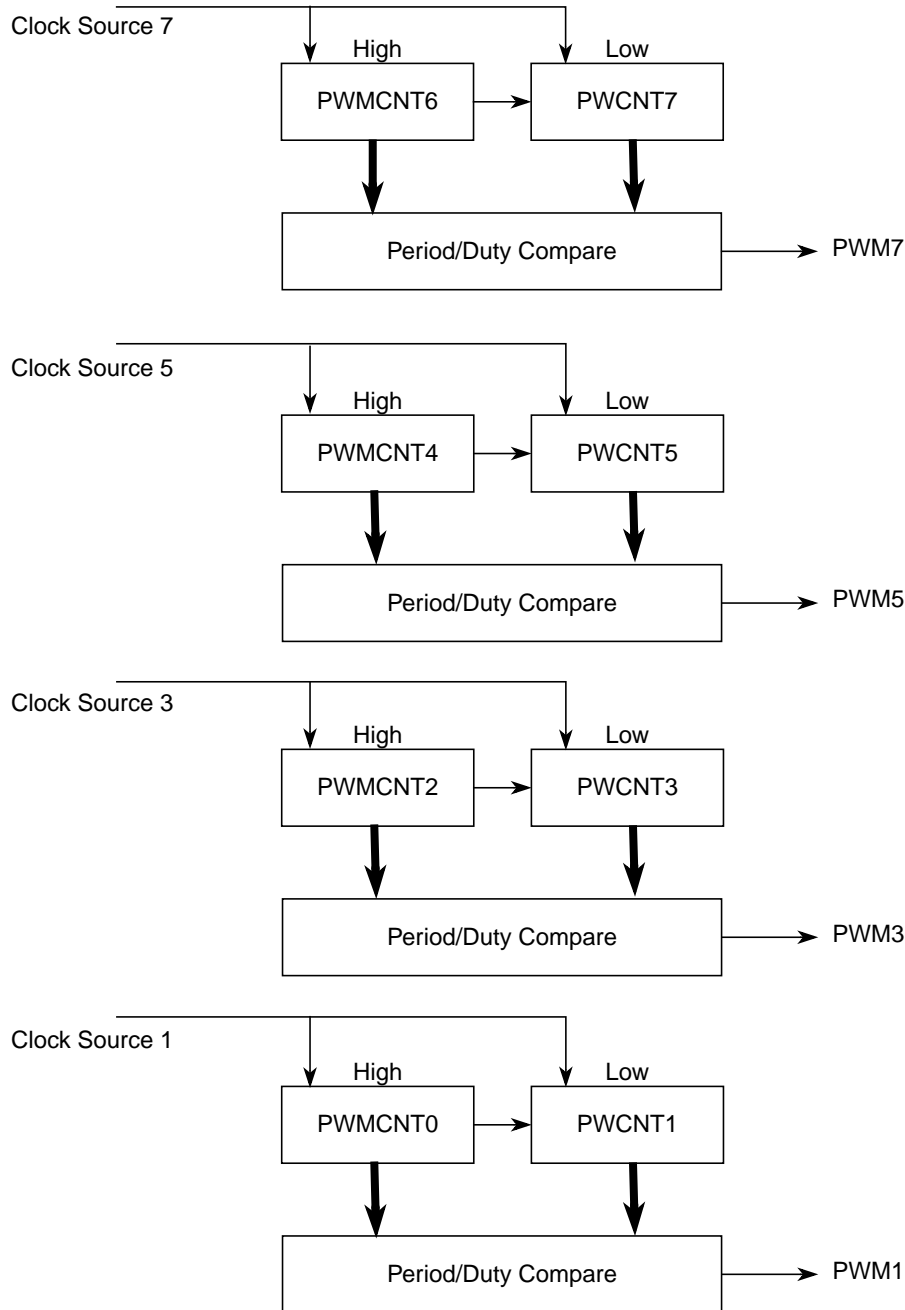 Clock Source 7
High
Low
PWMCNT6
PWCNT7
Period/Duty Compare
PWM7
Clock Source 5
High
Low
PWMCNT4
PWCNT5
Period/Duty Compare
PWM5
Clock Source 3
High
Low
PWMCNT2
PWCNT3
Period/Duty Compare
PWM3
Clock Source 1
High
Low
PWMCNT0
PWCNT1
Period/Duty Compare
PWM1